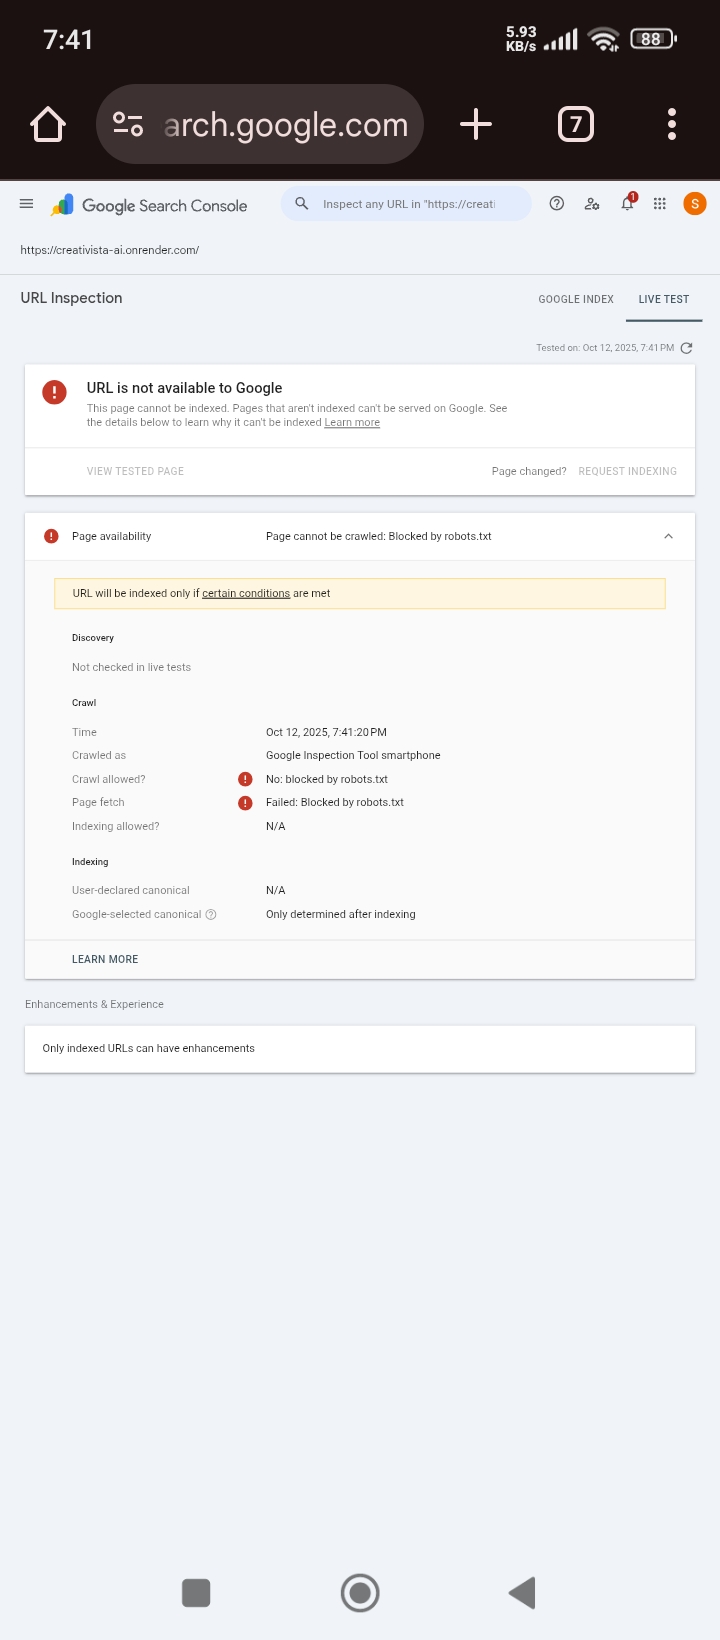 7:41
5.93
KB/s
88
arch.google.com
7
Google Search Console
Inspect any URL in "https://creati
1
S
https://creativista-ai.onrender.com/
URL Inspection
GOOGLE INDEX
LIVE TEST
Tested on: Oct 12, 2025, 7:41 PM
URL is not available to Google
This page cannot be indexed. Pages that aren't indexed can't be served on Google. See
the details below to learn why it can't be indexed Learn more
VIEW TESTED PAGE
Page changed?
REQUEST INDEXING
Page availability
Page cannot be crawled: Blocked by robots.txt
URL will be indexed only if certain conditions are met
Discovery
Not checked in live tests
Crawl
Time
Oct 12, 2025, 7:41:20 PM
Crawled as
Google Inspection Tool smartphone
Crawl allowed?
No: blocked by robots.txt
Page fetch
Failed: Blocked by robots.txt
Indexing allowed?
N/A
Indexing
User-declared canonical
N/A
Google-selected canonical
Only determined after indexing
LEARN MORE
Enhancements & Experience
Only indexed URLs can have enhancements